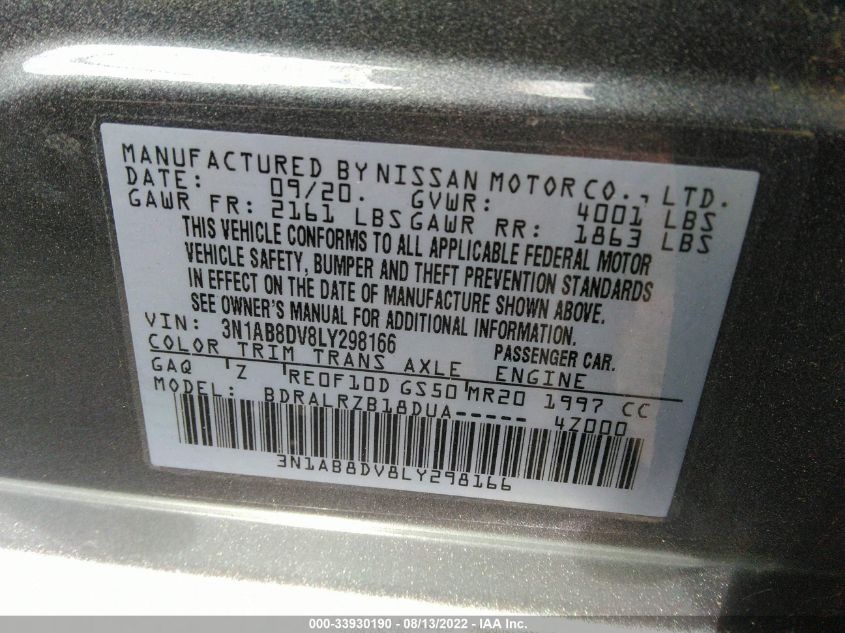 MANUFACTURED BY NISSAN MOTOR CO., LTD.
DATE: 09/20. GVWR: 4001 LBS
GAWR FR: 2161 LBS GAWR RR: 1863 LBS
THIS VEHICLE CONFORMS TO ALL APPLICABLE FEDERAL MOTOR
VEHICLE SAFETY, BUMPER AND THEFT PREVENTION STANDARDS
IN EFFECT ON THE DATE OF MANUFACTURE SHOWN ABOVE.
SEE OWNER'S MANUAL FOR ADDITIONAL INFORMATION.
VIN: 3N1AB8DV8LY298166 PASSENGER CAR.
COLOR TRIM TRANS AXLE ENGINE
GAQ Z RE0F10D GS50 MR20 1997 CC
MODEL: BDRALRZB18DUA----- 4Z000
3N1AB8DV8LY298166
000-33930190 - 08/13/2022 - IAA Inc.